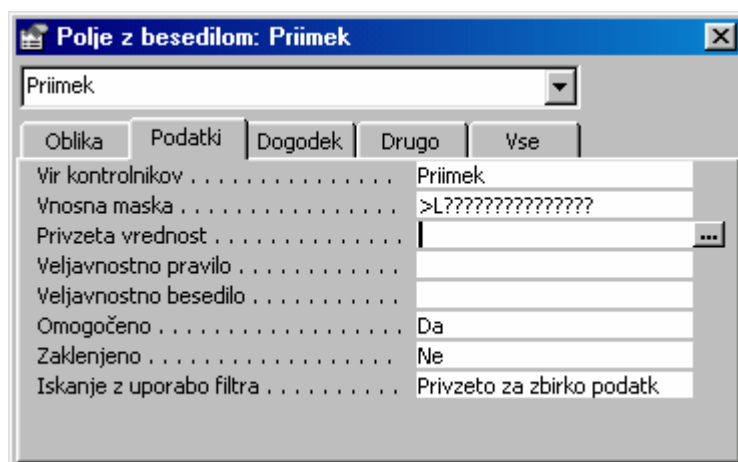 Polje z besedilom: Priimek
Priimek
Oblika Podatki Dogodek Drugo Vse
Vir kontrolnikov . . . . . . . . . . . . . . . . Priimek
Vnosna maska . . . . . . . . . . . . . . . . . >L???????????????
Privzeta vrednost . . . . . . . . . . . . . . ...
Veljavnostno pravilo . . . . . . . . . . . .
Veljavnostno besedilo . . . . . . . . . . .
Omogočeno . . . . . . . . . . . . . . . . . . Da
Zaklenjeno . . . . . . . . . . . . . . . . . . Ne
Iskanje z uporabo filtra . . . . . . . . . . Privzeto za zbirko podatk